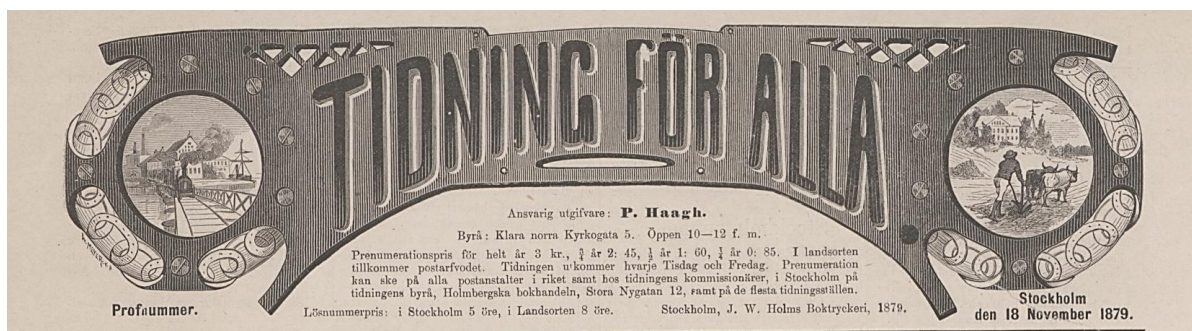 TIDNING FÖR ALLA
Ansvarig utgifvare: P. Haagh.
Byrå: Klara norra Kyrkogata 5. Öppen 10—12 f. m.
Prenumerationspris för helt år 3 kr., ¾ år 2: 45, ½ år 1: 60, ¼ år 0: 85. I landsorten
tillkommer postarfvodet. Tidningen utkommer hvarje Tisdag och Fredag. Prenumeration
kan ske på alla postanstalter i riket samt hos tidningens kommissionärer, i Stockholm på
tidningens byrå, Holmbergska bokhandeln, Stora Nygatan 12, samt på de flesta tidningsställen.
Lösnummerpris: i Stockholm 5 öre, i Landsorten 8 öre. Stockholm, J. W. Holms Boktryckeri, 1879.
Profnummer.
Stockholm
den 18 November 1879.